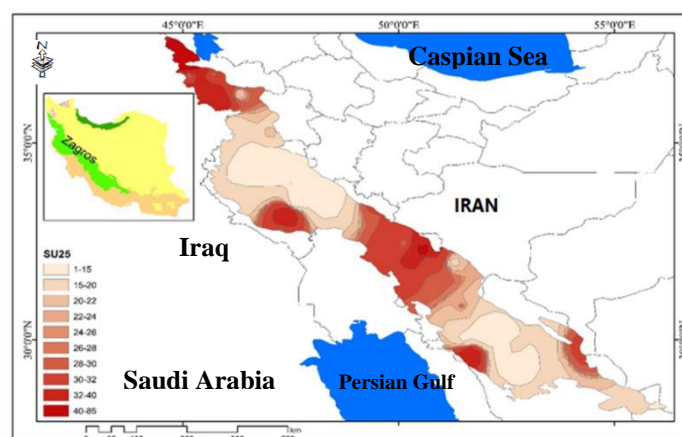 45°0'0"E
50°0'0"E
55°0'0"E
N
Caspian Sea
35°0'0"N
Zagros
IRAN
Iraq
SU25
1-15
15-20
20-22
22-24
24-26
26-28
28-30
30-32
32-40
40-85
30°0'0"N
Saudi Arabia
Persian Gulf
km